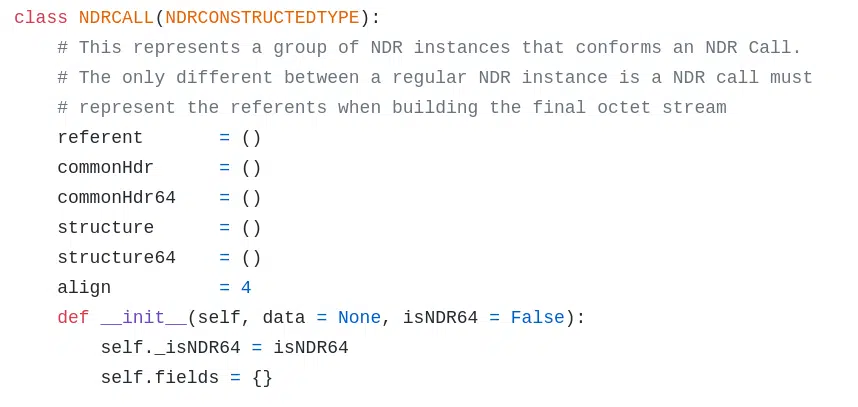 class NDRCALL(NDRCONSTRUCTEDTYPE):
    # This represents a group of NDR instances that conforms an NDR Call.
    # The only different between a regular NDR instance is a NDR call must
    # represent the referents when building the final octet stream
    referent       = ()
    commonHdr      = ()
    commonHdr64    = ()
    structure      = ()
    structure64    = ()
    align          = 4
    def __init__(self, data = None, isNDR64 = False):
        self._isNDR64 = isNDR64
        self.fields = {}